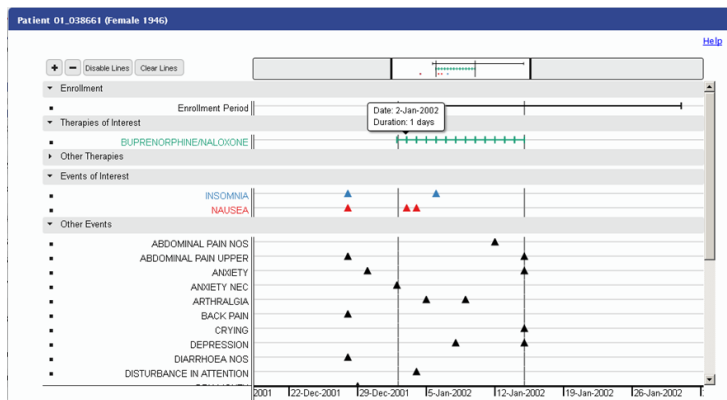 Patient 01_038661 (Female 1946)
Help
+ − Disable Lines Clear Lines
Enrollment
Enrollment Period
Date: 2-Jan-2002
Duration: 1 days
Therapies of Interest
BUPRENORPHINE/NALOXONE
Other Therapies
Events of Interest
INSOMNIA
NAUSEA
Other Events
ABDOMINAL PAIN NOS
ABDOMINAL PAIN UPPER
ANXIETY
ANXIETY NEC
ARTHRALGIA
BACK PAIN
CRYING
DEPRESSION
DIARRHOEA NOS
DISTURBANCE IN ATTENTION
2001 22-Dec-2001 29-Dec-2001 5-Jan-2002 12-Jan-2002 19-Jan-2002 26-Jan-2002